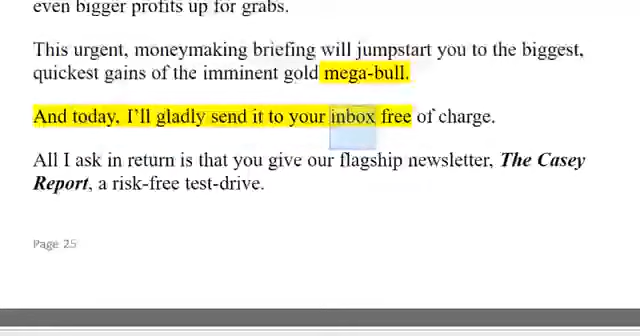 even bigger profits up for grabs.
This urgent, moneymaking briefing will jumpstart you to the biggest,
quickest gains of the imminent gold mega-bull.
And today, I’ll gladly send it to your inbox free of charge.
All I ask in return is that you give our flagship newsletter, The Casey
Report, a risk-free test-drive.
Page 25